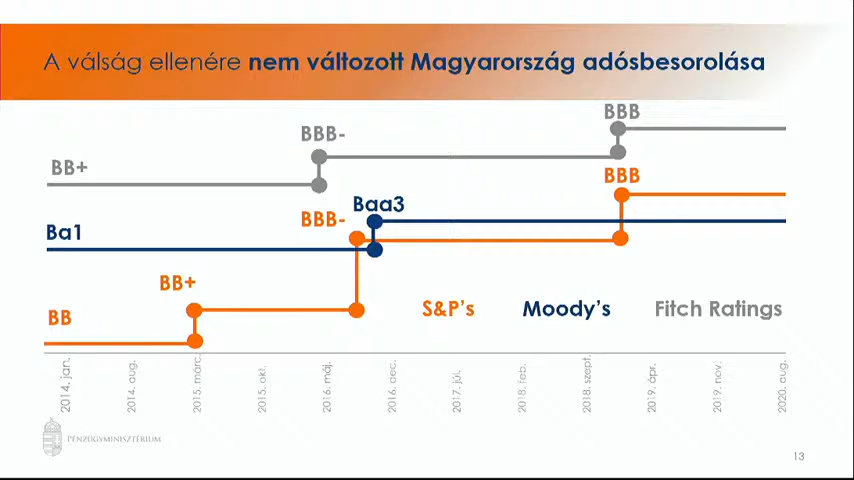 A válság ellenére nem változott Magyarország adósbesorolása
BBB
BBB-
BB+
BBB
Baa3
BBB-
Ba1
BB+
BB
S&P's
Moody's
Fitch Ratings
2014. jan.
2014. aug.
2015. márc.
2015. okt.
2016. máj.
2016. dec.
2017. júl.
2018. feb.
2018. szept.
2019. ápr.
2019. nov.
2020. aug.
PÉNZÜGYMINISZTÉRIUM
13